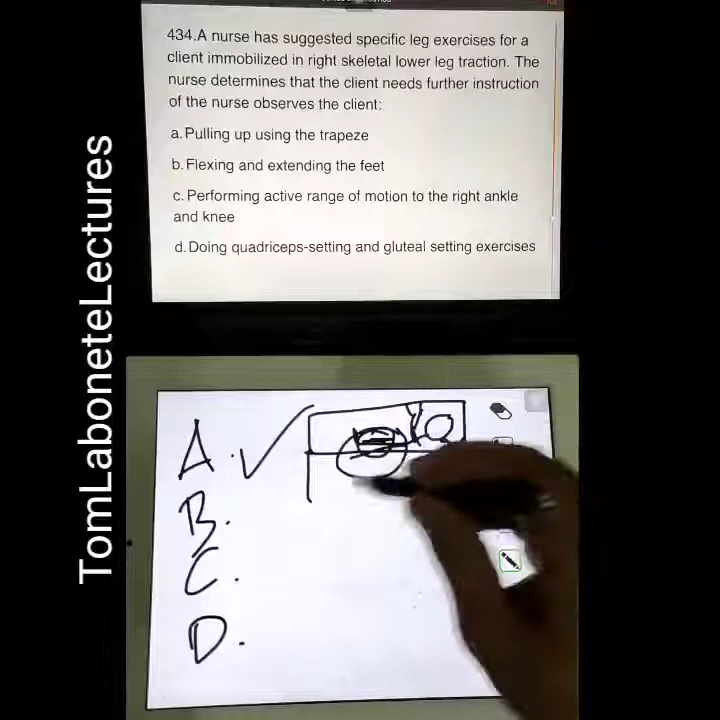 434.A nurse has suggested specific leg exercises for a
client immobilized in right skeletal lower leg traction. The
nurse determines that the client needs further instruction
of the nurse observes the client:
a. Pulling up using the trapeze
b. Flexing and extending the feet
c. Performing active range of motion to the right ankle
and knee
d. Doing quadriceps-setting and gluteal setting exercises
TomLaboneteLectures
A.
B.
C.
D.